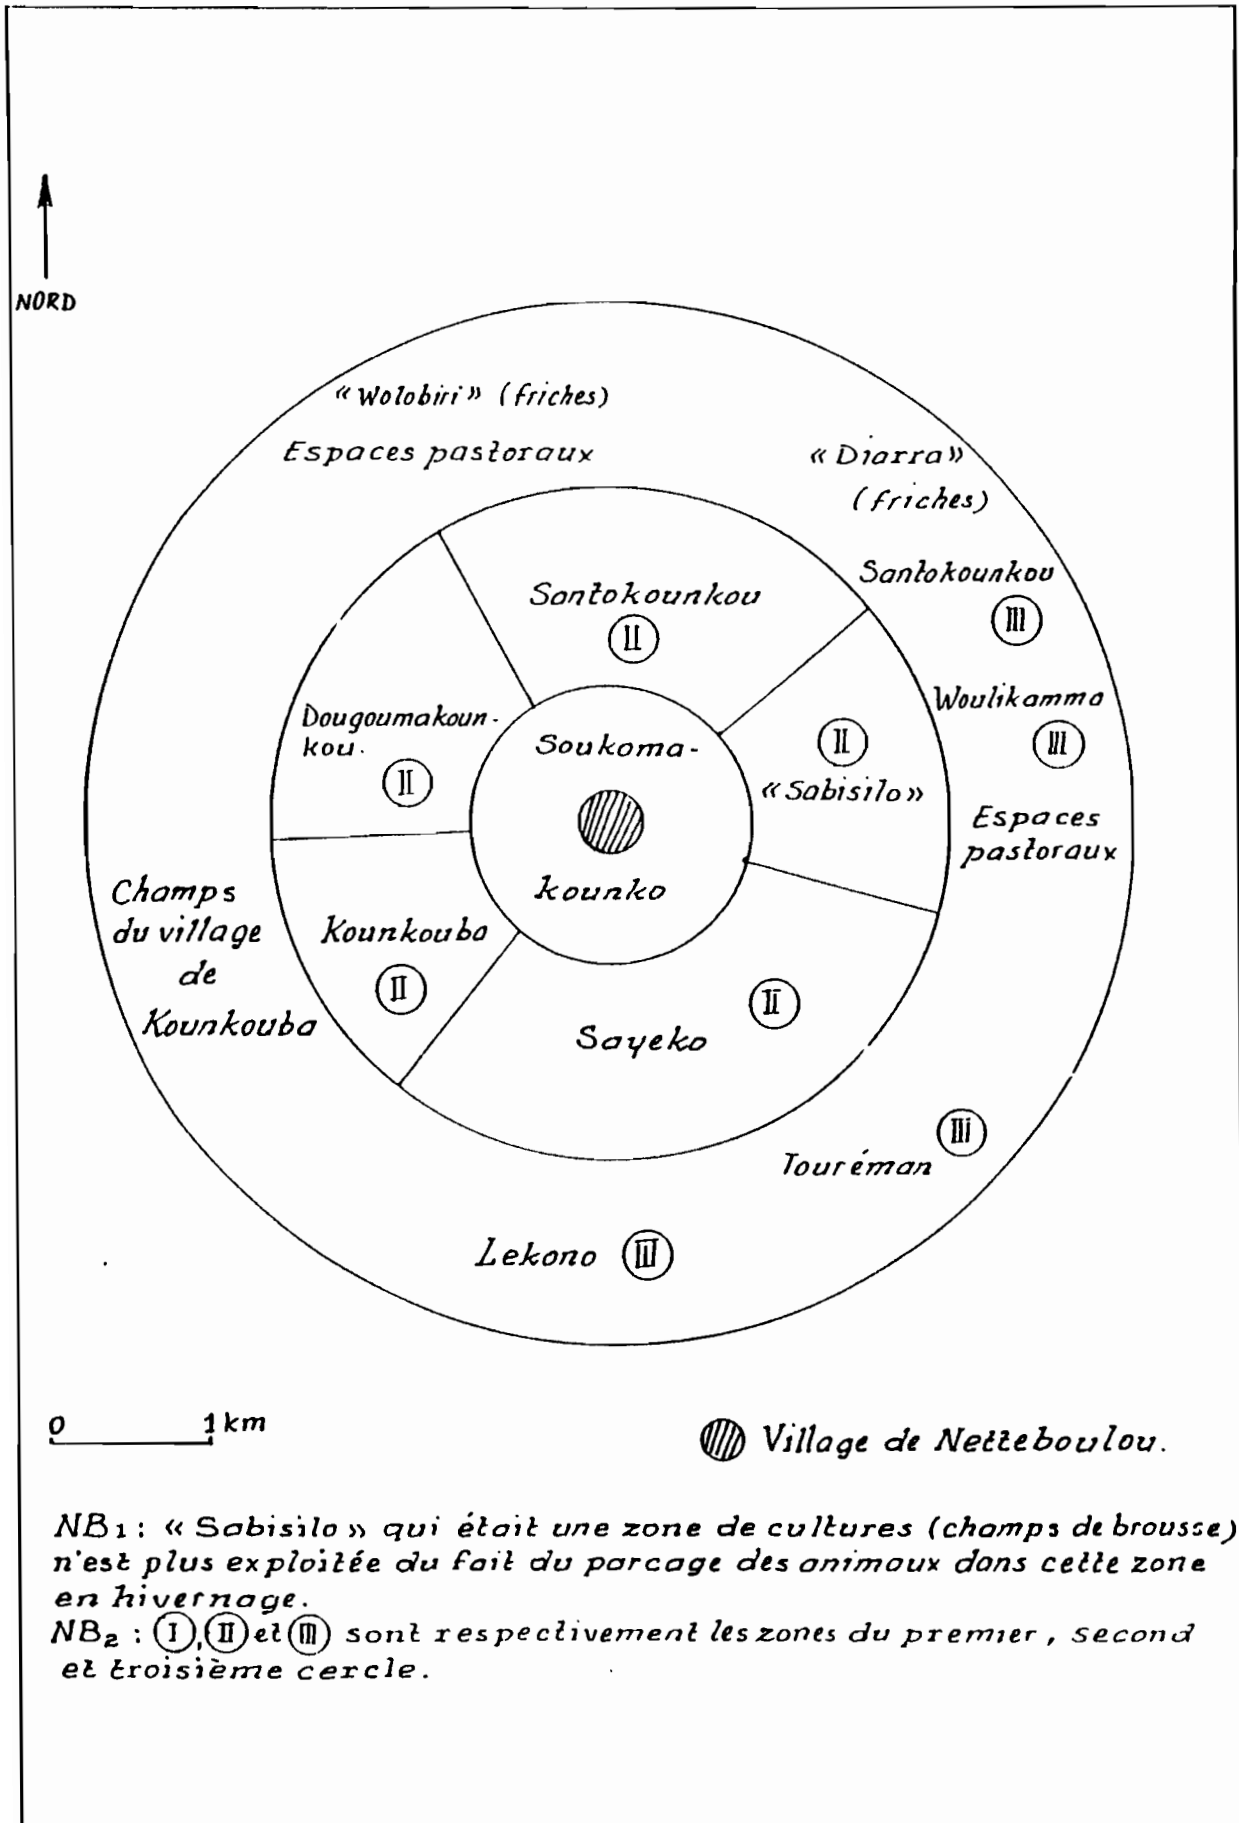 NORD
« Wolobiri » (friches)
Espaces pastoraux
« Diarra »
(friches)
Santokounkou
III
Santokounkou
II
Woulikamma
III
Dougoumakoun-
kou.
II
Soukoma-
kounko
II
« Sabisilo »
Espaces
pastoraux
Champs
du village
de
Kounkouba
Kounkouba
II
II
Sayeko
III
Touréman
Lekono III
0 1 km
Village de Netteboulou.
NB1 : « Sabisilo » qui était une zone de cultures (champs de brousse)
n'est plus exploitée du fait du parcage des animaux dans cette zone
en hivernage.
NB2 : I, II et III sont respectivement les zones du premier, second
et troisième cercle.